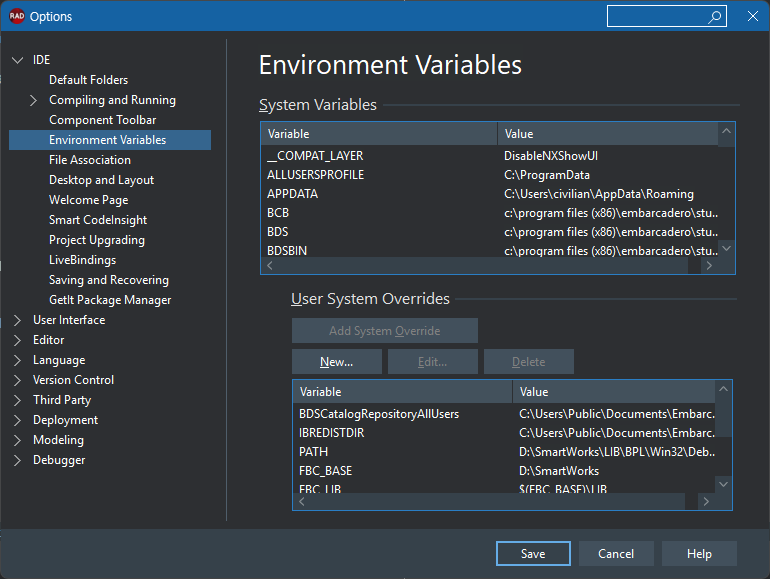 RAD Options
IDE
Default Folders
Compiling and Running
Component Toolbar
Environment Variables
File Association
Desktop and Layout
Welcome Page
Smart CodeInsight
Project Upgrading
LiveBindings
Saving and Recovering
GetIt Package Manager
User Interface
Editor
Language
Version Control
Third Party
Deployment
Modeling
Debugger
Environment Variables
System Variables
Variable Value
__COMPAT_LAYER DisableNXShowUI
ALLUSERSPROFILE C:\ProgramData
APPDATA C:\Users\civilian\AppData\Roaming
BCB c:\program files (x86)\embarcadero\stu..
BDS c:\program files (x86)\embarcadero\stu..
BDSBIN c:\program files (x86)\embarcadero\stu..
User System Overrides
Add System Override
New... Edit... Delete
Variable Value
BDSCatalogRepositoryAllUsers C:\Users\Public\Documents\Embarc.
IBREDISTDIR C:\Users\Public\Documents\Embarc.
PATH D:\SmartWorks\LIB\BPL\Win32\Deb..
FBC_BASE D:\SmartWorks
FBC_LIB $(FBC_BASE)\LIB
Save Cancel Help